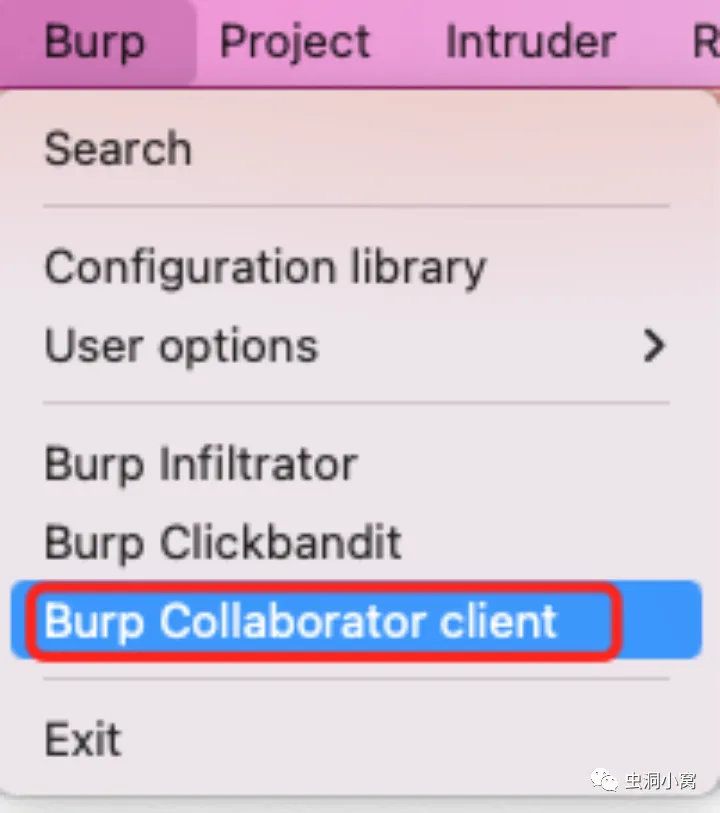 Burp Project Intruder R
Search
Configuration library
User options
Burp Infiltrator
Burp Clickbandit
Burp Collaborator client
Exit
虫洞小窝